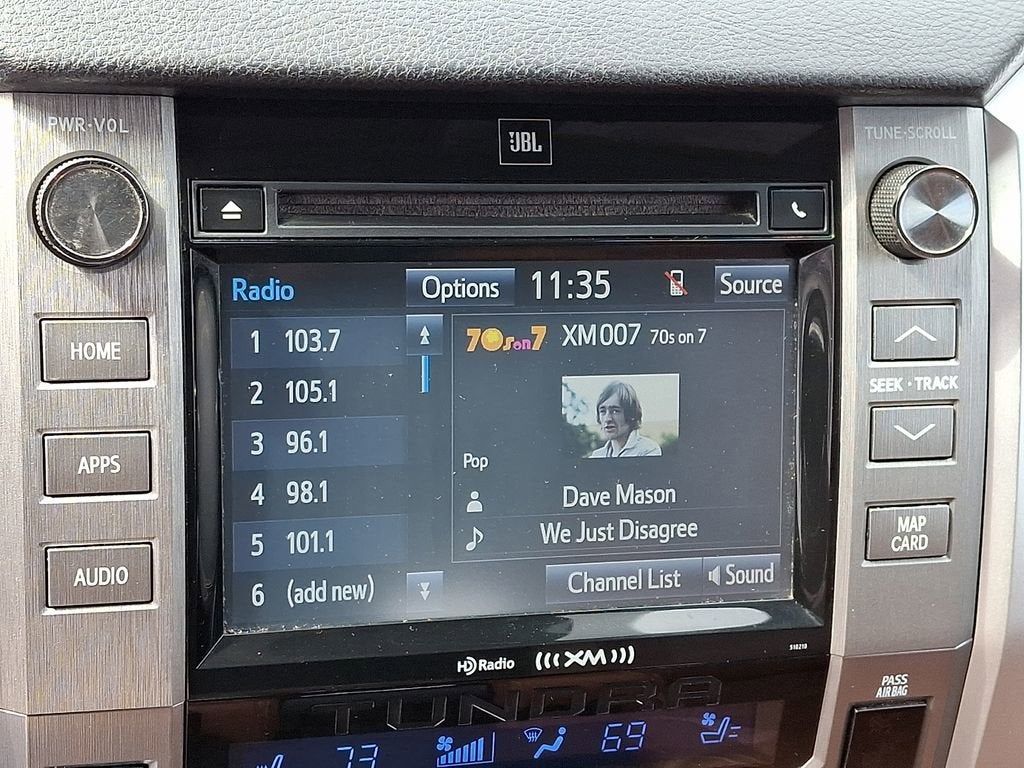 PWR·VOL
JBL
TUNE·SCROLL
Radio Options 11:35 Source
1 103.7
2 105.1
3 96.1
4 98.1
5 101.1
6 (add new)
70s on 7 XM007 70s on 7
Pop
Dave Mason
We Just Disagree
Channel List Sound
HOME
APPS
AUDIO
SEEK · TRACK
MAP
CARD
HD Radio ((( XM )))
510210
PASS
AIR BAG
TUNDRA
73 69